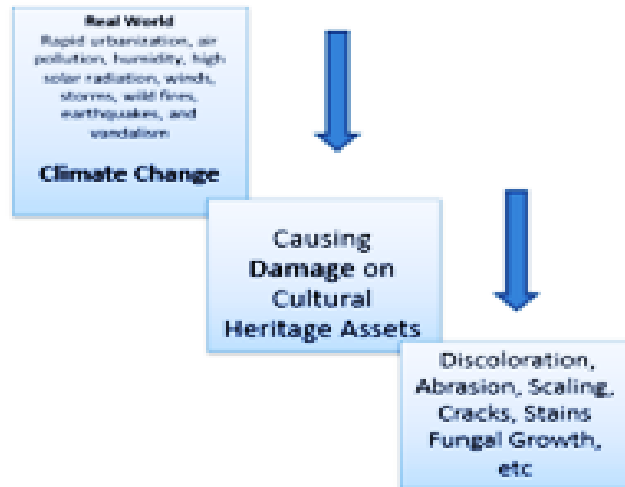 Real World
Rapid urbanization, air
pollution, humidity, high
solar radiation, winds,
storms, wild fires,
earthquakes, and
vandalism
Climate Change
Causing
Damage on
Cultural
Heritage Assets
Discoloration,
Abrasion, Scaling,
Cracks, Stains
Fungal Growth,
etc